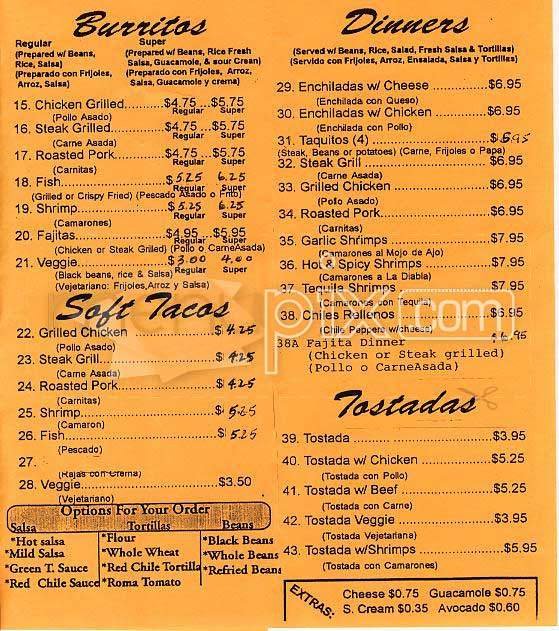 Burritos
Regular
(Prepared w/ Beans,
Rice, Salsa)
(Preparado con Frijoles,
Arroz, Salsa)
Super
(Prepared w/ Beans, Rice Fresh
Salsa, Guacamole, & sour Crean)
(Preparado con Frijoles, Arroz,
Salsa, Guacamole y crema)
15. Chicken Grilled...........$4.75 ...$5.75
(Pollo Asado) Regular Super
16. Steak Grilled...............$4.75....$5.75
(Carne Asada) Regular Super
17. Roasted Pork.............$4.75....$5.75
(Carnitas) Regular Super
18. Fish............................$5.25 6.25
(Grilled or Crispy Fried) (Pescado Asado o Frito) Regular Super
19. Shrimp.......................$5.25 6.25
(Camarones) Regular Super
20. Fajitas........................$4.95....$5.95
(Chicken or Steak Griled) (Pollo o CarneAsada) Regular Super
21. Veggie.......................$3.00 4.00
(Black beans, rice & Salsa) Regular Super
(Vejetariano: Frijoles,Arroz y Salsa)
Soft Tacos
22. Grilled Chicken.....................$4.25
(Pollo Asado)
23. Steak Grill.............................$4.25
(Carne Asada)
24. Roasted Pork........................$4.25
(Carnitas)
25. Shrimp..................................$5.25
(Camaron)
26. Fish.......................................$5.25
(Pescado)
27.
(Rajas con Crema)
28. Veggie..................................$3.50
(Vejetariano)
Options For Your Order
Salsa Tortillas Beans
*Hot salsa *Flour *Black Beans
*Mild Salsa *Whole Wheat *Whole Beans
*Green T. Sauce *Red Chile Tortilla *Refried Beans
*Red Chile Sauce *Roma Tomato
Dinners
(Served w/ Beans, Rice, Salad, Fresh Salsa & Tortillas)
(Servido con Frijoles, Arroz, Ensalada, Salsa y Tortillas)
29. Enchiladas w/ Cheese ..............$6.95
(Enchilada con Queso)
30. Enchiladas w/ Chicken .............$6.95
(Enchilada con Pollo)
31. Taquitos (4) ..............................$5.95
(Steak, Beans or potatoes) (Carne, Frijoles o Papa)
32. Steak Grill .................................$6.95
(Carne Asada)
33. Grilled Chicken .........................$6.95
(Pollo Asado)
34. Roasted Pork............................$6.95
(Carnitas)
35. Garlic Shrimps..........................$7.95
(Camarones al Mojo de Ajo)
36. Hot & Spicy Shrimps................$7.95
(Camarones a La Diabla)
37. Tequila Shrimps.......................$7.95
(Camarones con Tequila)
38. Chiles Rellenos .......................$6.95
(Chile Peppers w/cheese)
38A Fajita Dinner 6.95
(Chicken or Steak grilled)
(Pollo o CarneAsada)
Tostadas
39. Tostada ....................................$3.95
40. Tostada w/ Chicken .................$5.25
(Tostada con Pollo)
41. Tostada w/ Beef .......................$5.25
(Tostada con Carne)
42. Tostada Veggie ........................$3.95
(Tostada Vejetariana)
43. Tostada w/Shrimps ....................$5.95
(Tostada con Camarones)
EXTRAS:
Cheese $0.75 Guacamole $0.75
S. Cream $0.35 Avocado $0.60
.com